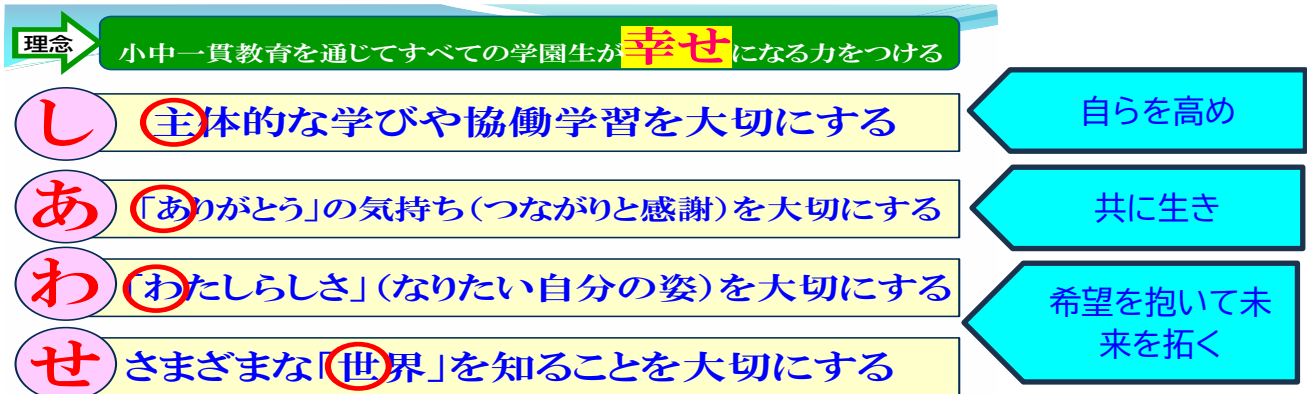 理念
小中一貫教育を通じてすべての学園生が幸せになる力をつける
し 主体的な学びや協働学習を大切にする
自らを高め
あ 「ありがとう」の気持ち（つながりと感謝）を大切にする
共に生き
わ 「わたしらしさ」（なりたい自分の姿）を大切にする
希望を抱いて未
来を拓く
せ さまざまな「世界」を知ることを大切にする